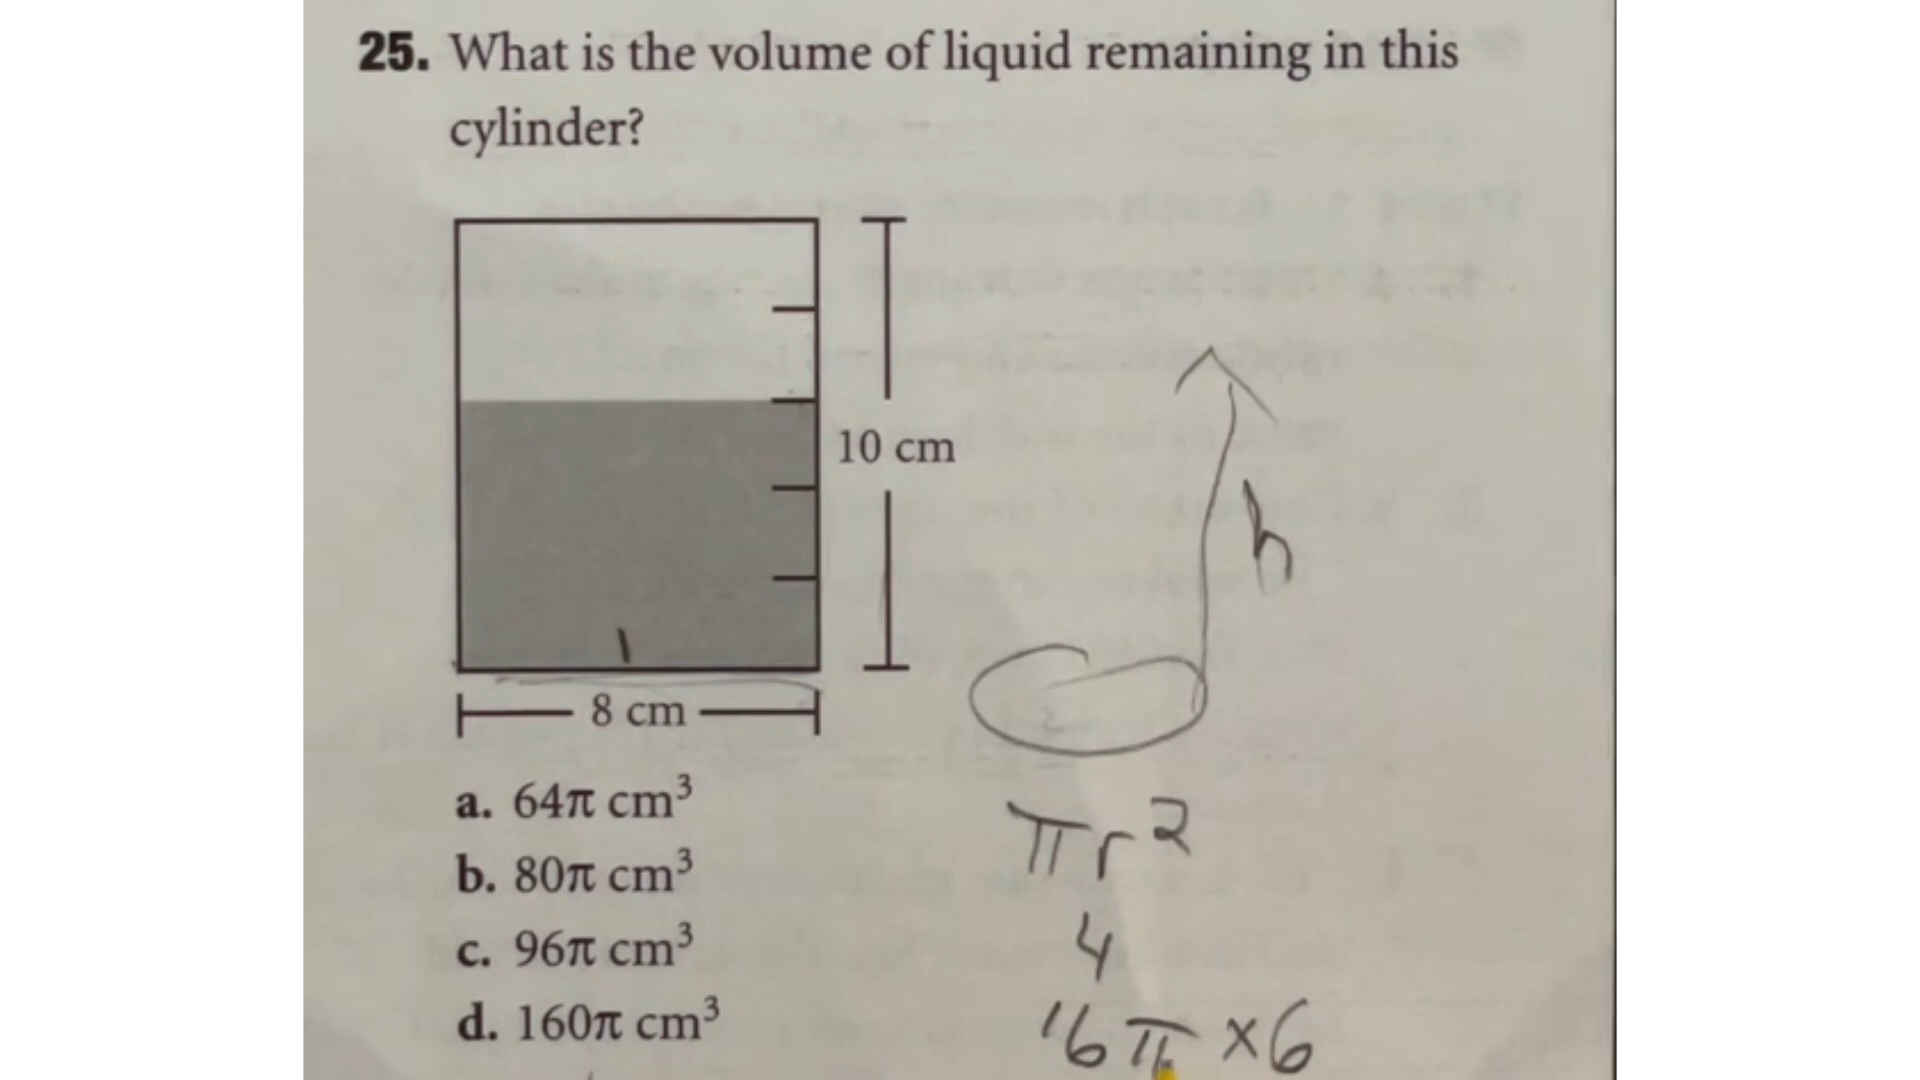 25. What is the volume of liquid remaining in this
cylinder?
10 cm
8 cm
a. 64π cm³
b. 80π cm³
c. 96π cm³
d. 160π cm³
h
πr²
4
16π×6